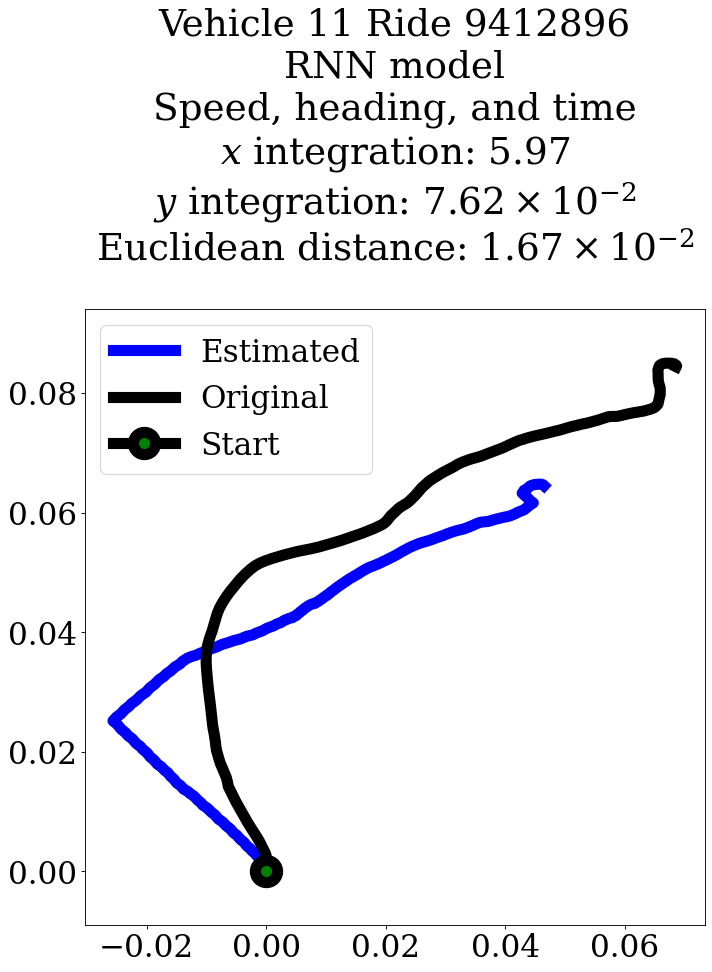 Vehicle 11 Ride 9412896
RNN model
Speed, heading, and time
x integration: 5.97
y integration: 7.62 × 10⁻²
Euclidean distance: 1.67 × 10⁻²
Estimated
Original
Start
0.08
0.06
0.04
0.02
0.00
−0.02 0.00 0.02 0.04 0.06